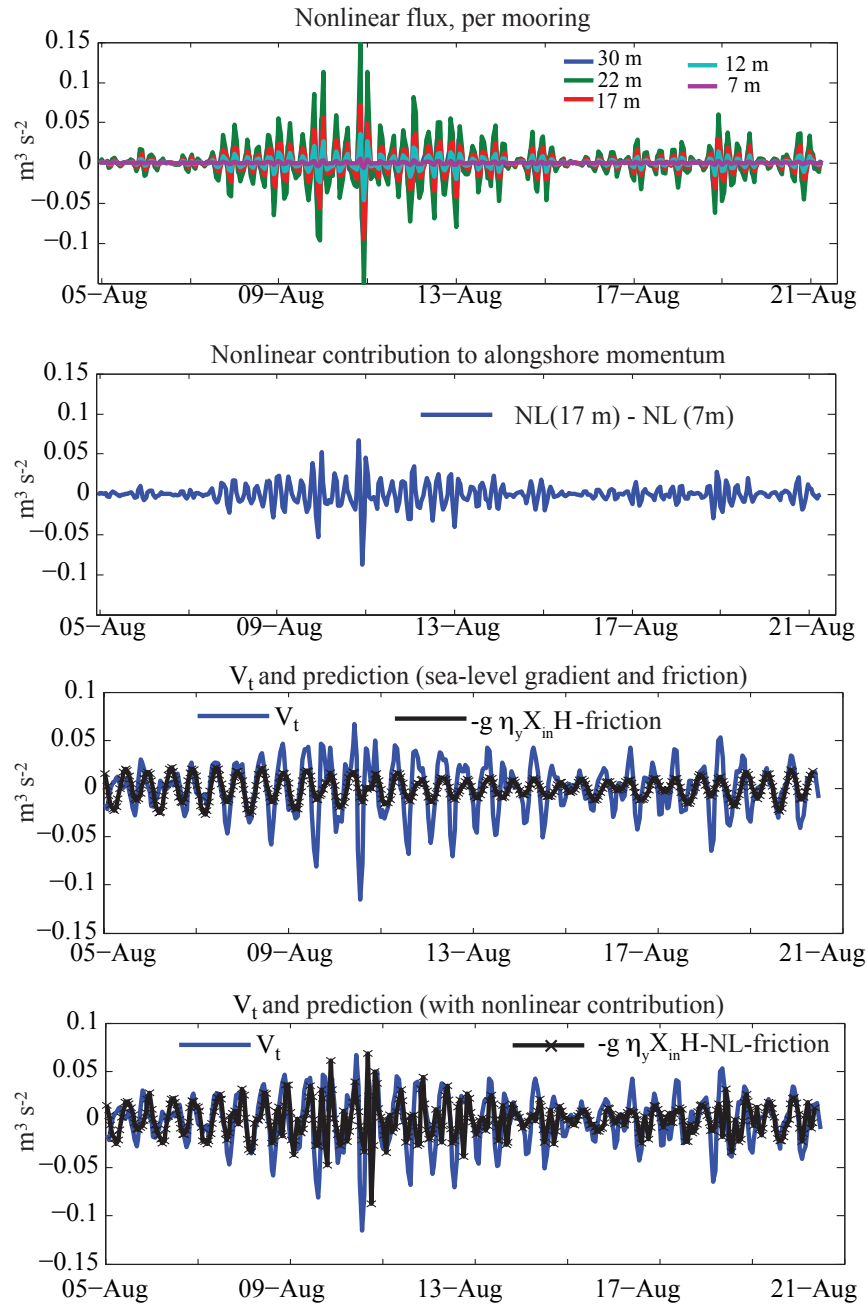 Nonlinear flux, per mooring
0.15
0.1
0.05
0
−0.05
−0.1
m³ s⁻²
30 m
22 m
17 m
12 m
7 m
05−Aug 09−Aug 13−Aug 17−Aug 21−Aug
Nonlinear contribution to alongshore momentum
0.15
0.1
0.05
0
−0.05
−0.1
m³ s⁻²
NL(17 m) - NL (7m)
05−Aug 09−Aug 13−Aug 17−Aug 21−Aug
Vₜ and prediction (sea-level gradient and friction)
0.1
0.05
0
−0.05
−0.1
−0.15
m³ s⁻²
Vₜ
-g η_y X_in H -friction
05−Aug 09−Aug 13−Aug 17−Aug 21−Aug
Vₜ and prediction (with nonlinear contribution)
0.1
0.05
0
−0.05
−0.1
−0.15
m³ s⁻²
Vₜ
-g η_y X_in H-NL-friction
05−Aug 09−Aug 13−Aug 17−Aug 21−Aug